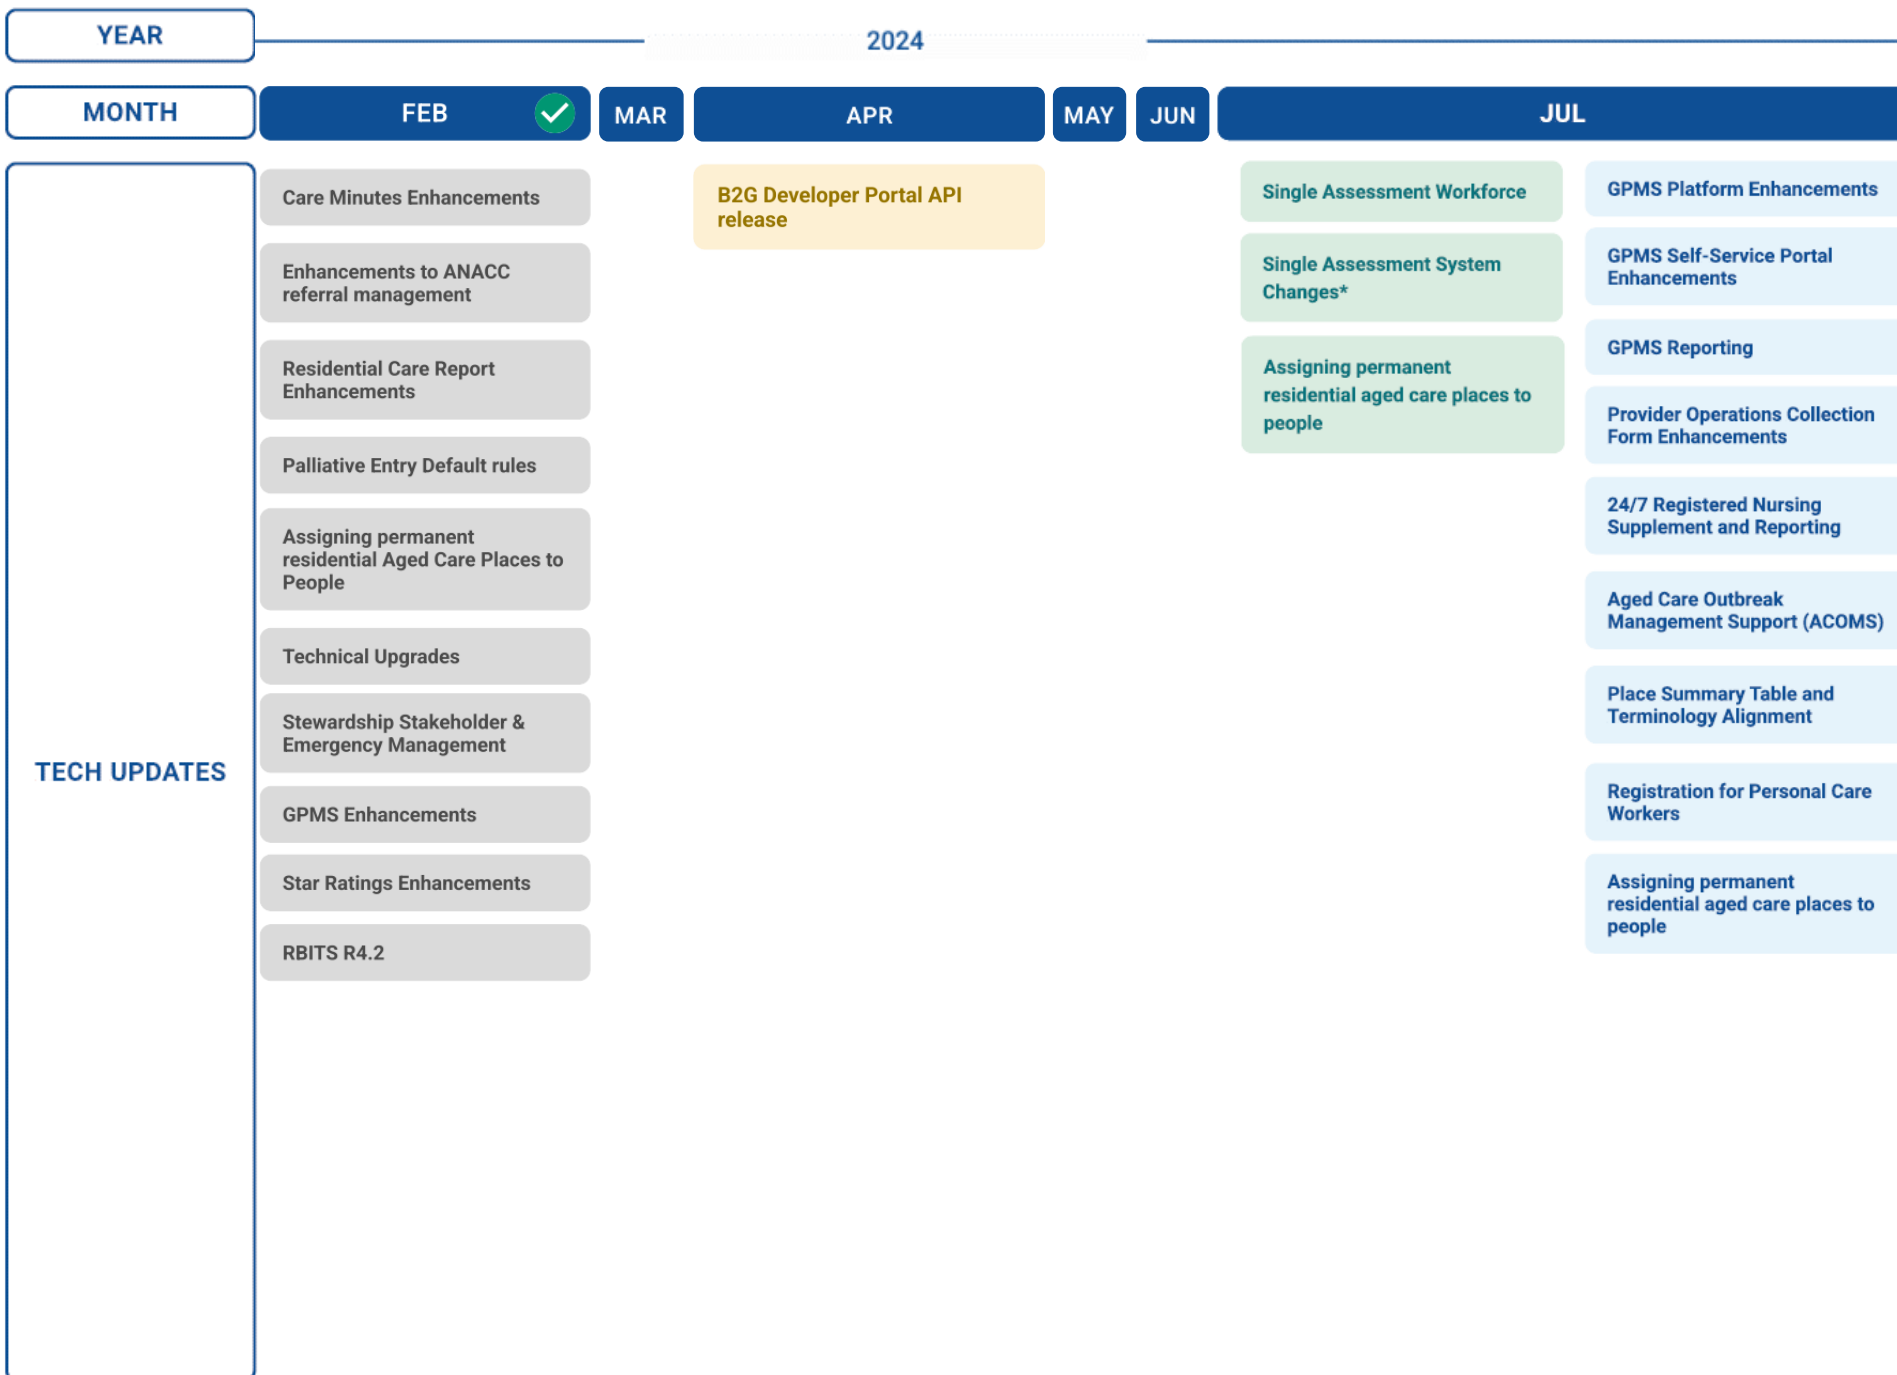 YEAR
2024
MONTH
FEB
MAR
APR
MAY
JUN
JUL
TECH UPDATES
Care Minutes Enhancements
Enhancements to ANACC
referral management
Residential Care Report
Enhancements
Palliative Entry Default rules
Assigning permanent
residential Aged Care Places to
People
Technical Upgrades
Stewardship Stakeholder &
Emergency Management
GPMS Enhancements
Star Ratings Enhancements
RBITS R4.2
B2G Developer Portal API
release
Single Assessment Workforce
Single Assessment System
Changes*
Assigning permanent
residential aged care places to
people
GPMS Platform Enhancements
GPMS Self-Service Portal
Enhancements
GPMS Reporting
Provider Operations Collection
Form Enhancements
24/7 Registered Nursing
Supplement and Reporting
Aged Care Outbreak
Management Support (ACOMS)
Place Summary Table and
Terminology Alignment
Registration for Personal Care
Workers
Assigning permanent
residential aged care places to
people